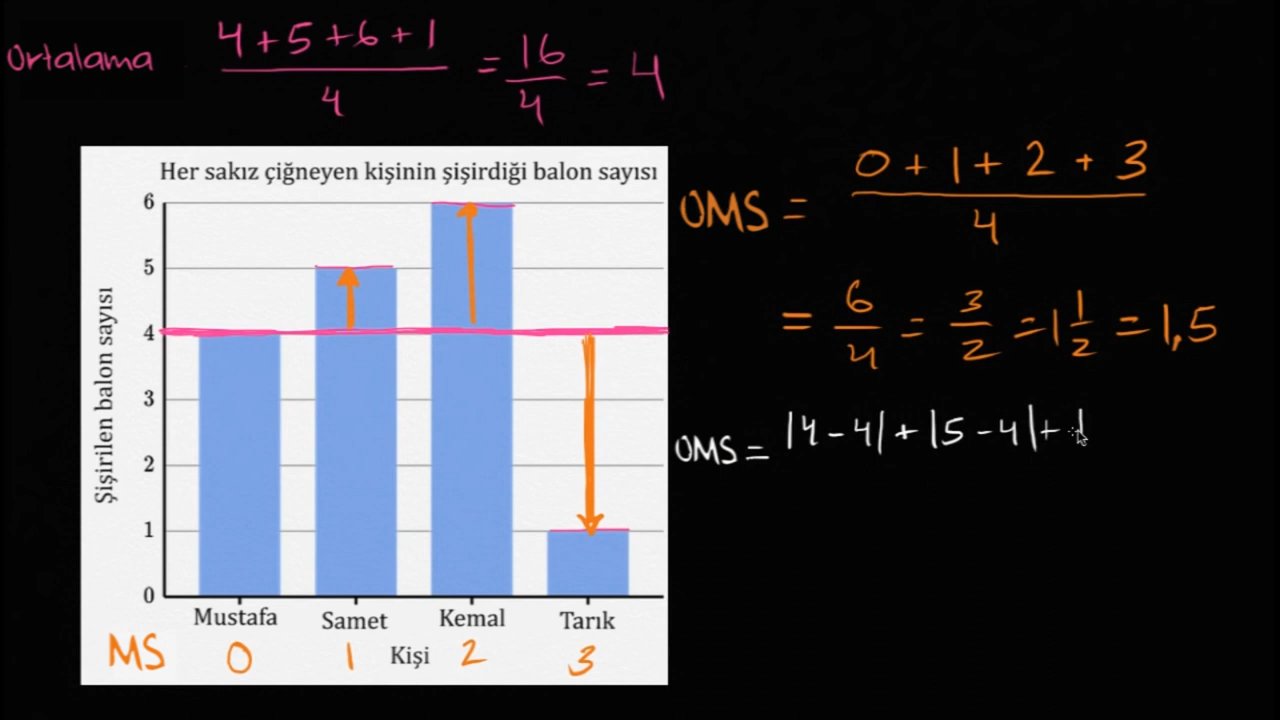 Ortalama 4+5+6+1/4 = 16/4 = 4
Her sakız çiğneyen kişinin şişirdiği balon sayısı
Şişirilen balon sayısı
6
5
4
3
2
1
0
Mustafa Samet Kemal Tarık
Kişi
MS 0 1 2 3
OMS = 0+1+2+3/4
= 6/4 = 3/2 = 1 1/2 = 1,5
OMS = |4-4|+|5-4|+|